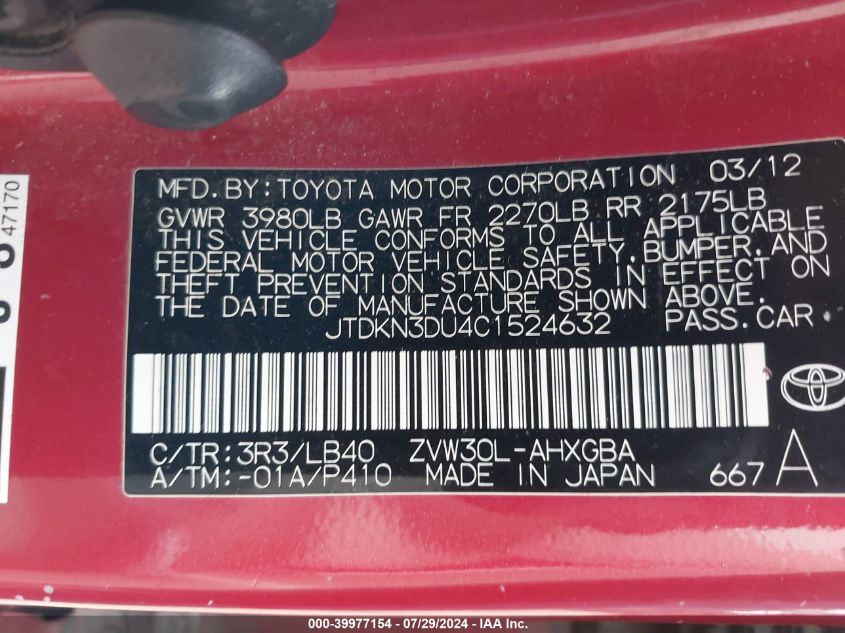 MFD. BY: TOYOTA MOTOR CORPORATION 03/12
GVWR 3980LB GAWR FR 2270LB RR 2175LB
THIS VEHICLE CONFORMS TO ALL APPLICABLE
FEDERAL MOTOR VEHICLE SAFETY, BUMPER, AND
THEFT PREVENTION STANDARDS IN EFFECT ON
THE DATE OF MANUFACTURE SHOWN ABOVE.
JTDKN3DU4C1524632 PASS. CAR
C/TR: 3R3/LB40 ZVW30L-AHXGBA
A/TM: -01A/P410 MADE IN JAPAN 667 A
47170
000-39977154 - 07/29/2024 - IAA Inc.